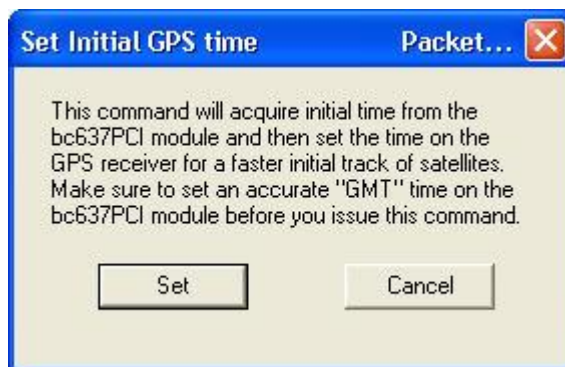 Set Initial GPS time Packet...
This command will acquire initial time from the
bc637PCI module and then set the time on the
GPS receiver for a faster initial track of satellites.
Make sure to set an accurate "GMT" time on the
bc637PCI module before you issue this command.
Set Cancel